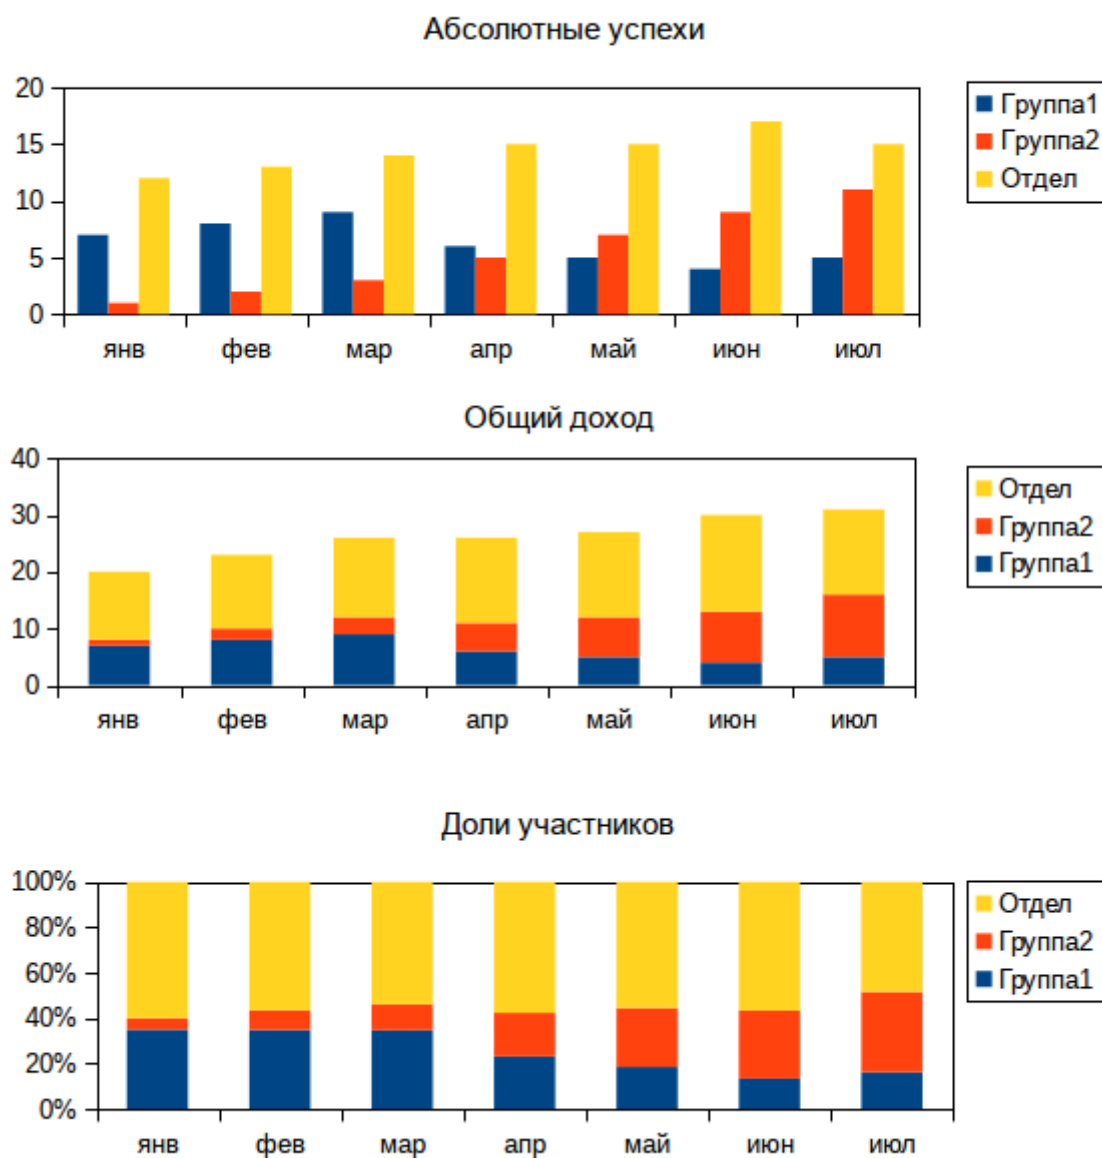 Абсолютные успехи
20
15
10
5
0
янв фев мар апр май июн июл
Группа1
Группа2
Отдел
Общий доход
40
30
20
10
0
янв фев мар апр май июн июл
Отдел
Группа2
Группа1
Доли участников
100%
80%
60%
40%
20%
0%
янв фев мар апр май июн июл
Отдел
Группа2
Группа1